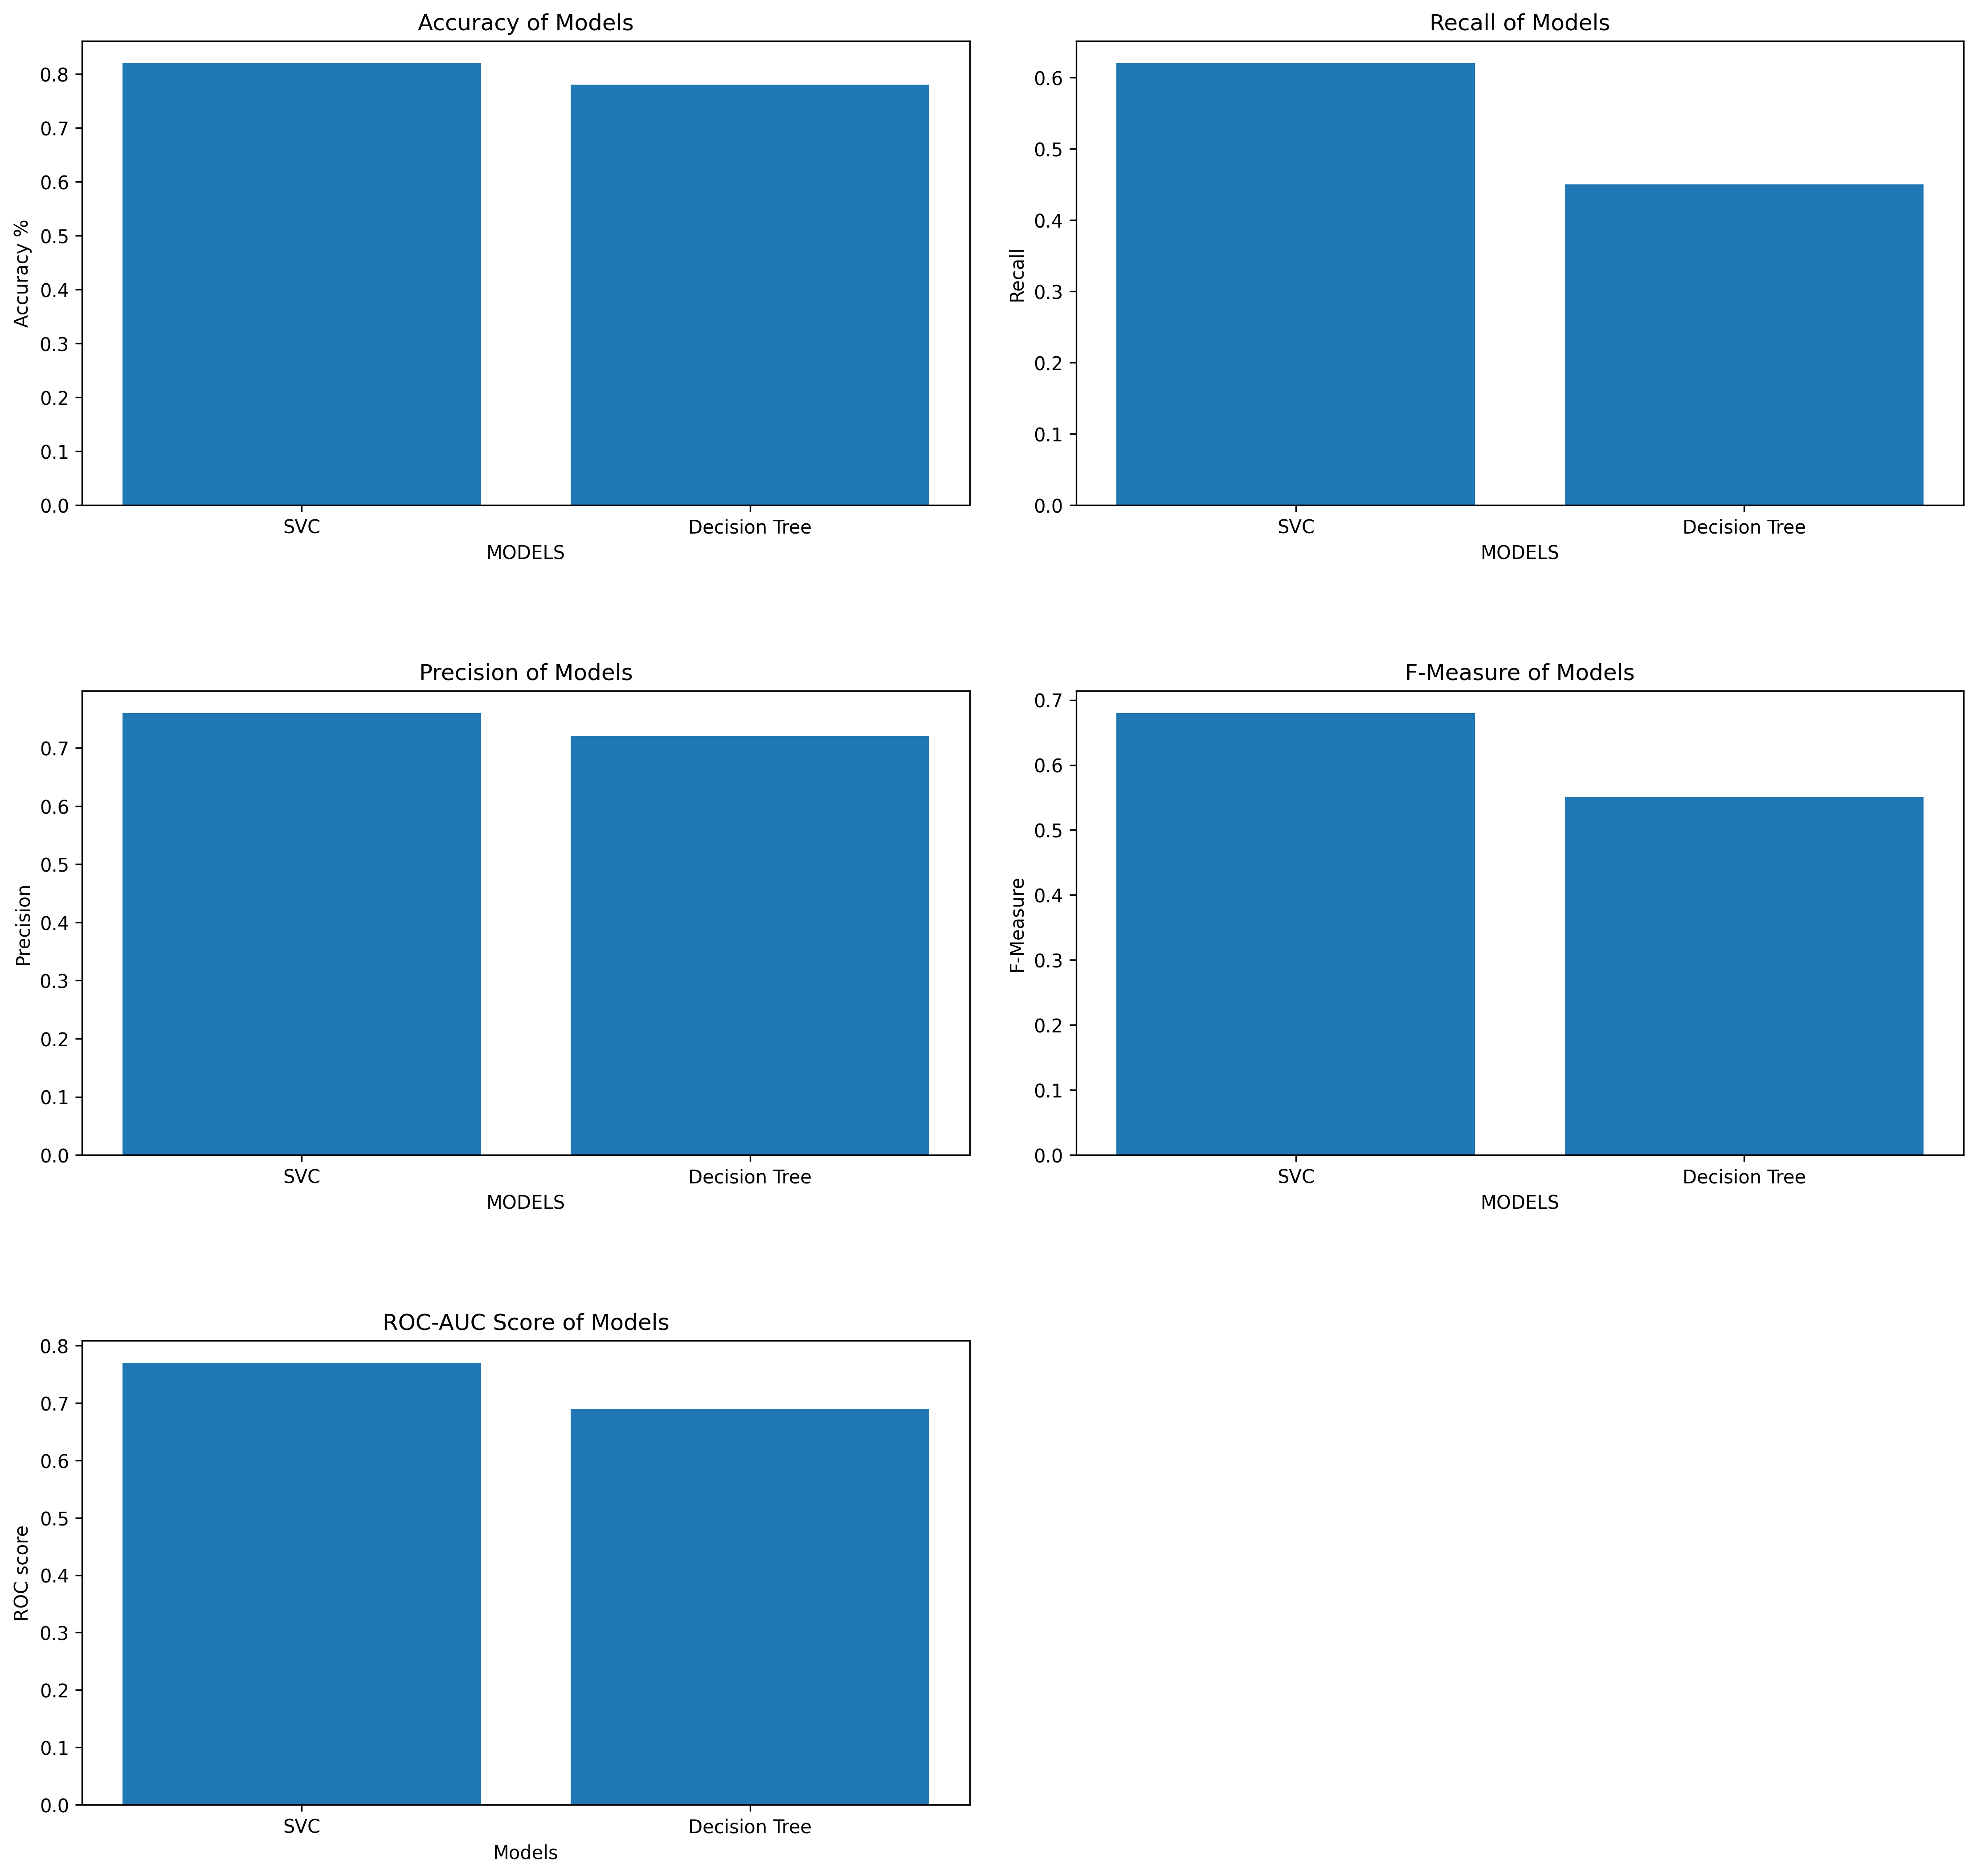 Accuracy of Models
Accuracy %
0.8
0.7
0.6
0.5
0.4
0.3
0.2
0.1
0.0
SVC
Decision Tree
MODELS
Recall of Models
Recall
0.6
0.5
0.4
0.3
0.2
0.1
0.0
SVC
Decision Tree
MODELS
Precision of Models
Precision
0.7
0.6
0.5
0.4
0.3
0.2
0.1
0.0
SVC
Decision Tree
MODELS
F-Measure of Models
F-Measure
0.7
0.6
0.5
0.4
0.3
0.2
0.1
0.0
SVC
Decision Tree
MODELS
ROC-AUC Score of Models
ROC score
0.8
0.7
0.6
0.5
0.4
0.3
0.2
0.1
0.0
SVC
Decision Tree
Models